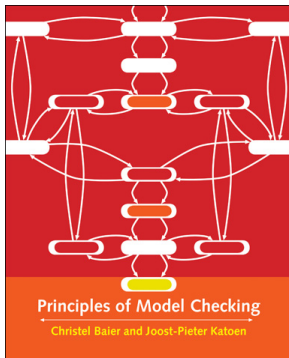 Principles of Model Checking
Christel Baier and Joost-Pieter Katoen